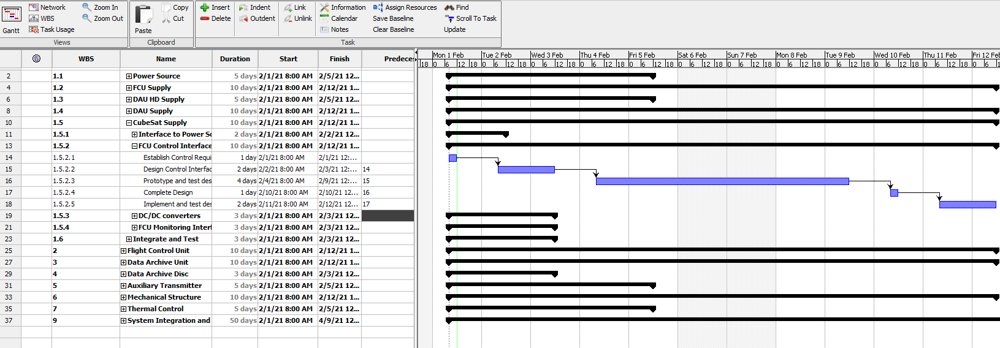 Network Zoom In Copy Insert Indent Link Information Assign Resources Find
WBS Zoom Out Cut Delete Outdent Unlink Calendar Save Baseline Scroll To Task
Gantt Task Usage Paste Notes Clear Baseline Update
Views Clipboard Task
WBS Name Duration Start Finish Predeces
Mon 1 Feb Tue 2 Feb Wed 3 Feb Thu 4 Feb Fri 5 Feb Sat 6 Feb Sun 7 Feb Mon 8 Feb Tue 9 Feb Wed 10 Feb Thu 11 Feb Fri 12 Feb
18 0 6 12 18 0 6 12 18 0 6 12 18 0 6 12 18 0 6 12 18 0 6 12 18 0 6 12 18 0 6 12 18 0 6 12 18 0 6 12 18 0 6 12 18 0 6
2 1.1 Power Source 5 days 2/1/21 8:00 AM 2/5/21 12...
4 1.2 FCU Supply 10 days 2/1/21 8:00 AM 2/12/21 1...
6 1.3 DAU HD Supply 5 days 2/1/21 8:00 AM 2/5/21 12...
8 1.4 DAU Supply 10 days 2/1/21 8:00 AM 2/12/21 1...
10 1.5 CubeSat Supply 10 days 2/1/21 8:00 AM 2/12/21 1...
11 1.5.1 Interface to Power So 2 days 2/1/21 8:00 AM 2/2/21 12...
13 1.5.2 FCU Control Interface 10 days 2/1/21 8:00 AM 2/12/21 1...
14 1.5.2.1 Establish Control Requi 1 day 2/1/21 8:00 AM 2/1/21 12:...
15 1.5.2.2 Design Control Interfac 2 days 2/2/21 8:00 AM 2/3/21 12:... 14
16 1.5.2.3 Prototype and test des 4 days 2/4/21 8:00 AM 2/9/21 12:... 15
17 1.5.2.4 Complete Design 1 day 2/10/21 8:00 AM 2/10/21 12... 16
18 1.5.2.5 Implement and test des 2 days 2/11/21 8:00 AM 2/12/21 12... 17
19 1.5.3 DC/DC converters 3 days 2/1/21 8:00 AM 2/3/21 12...
21 1.5.4 FCU Monitoring Interf 3 days 2/1/21 8:00 AM 2/3/21 12...
23 1.6 Integrate and Test 3 days 2/1/21 8:00 AM 2/3/21 12...
25 2 Flight Control Unit 10 days 2/1/21 8:00 AM 2/12/21 1...
27 3 Data Archive Unit 10 days 2/1/21 8:00 AM 2/12/21 1...
29 4 Data Archive Disc 3 days 2/1/21 8:00 AM 2/3/21 12...
31 5 Auxiliary Transmitter 5 days 2/1/21 8:00 AM 2/5/21 12...
33 6 Mechanical Structure 10 days 2/1/21 8:00 AM 2/12/21 1...
35 7 Thermal Control 5 days 2/1/21 8:00 AM 2/5/21 12...
37 9 System Integration and 50 days 2/1/21 8:00 AM 4/9/21 12...